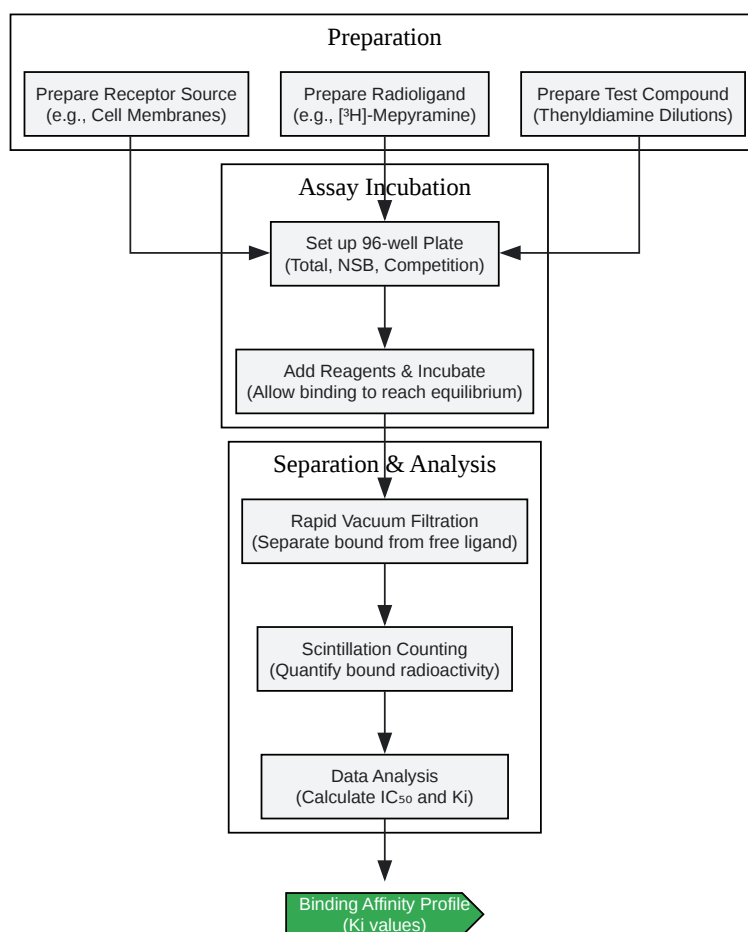 Preparation
Prepare Receptor Source
(e.g., Cell Membranes)
Prepare Radioligand
(e.g., [³H]-Mepyramine)
Prepare Test Compound
(Thenyldiamine Dilutions)
Assay Incubation
Set up 96-well Plate
(Total, NSB, Competition)
Add Reagents & Incubate
(Allow binding to reach equilibrium)
Separation & Analysis
Rapid Vacuum Filtration
(Separate bound from free ligand)
Scintillation Counting
(Quantify bound radioactivity)
Data Analysis
(Calculate IC₅₀ and Ki)
Binding Affinity Profile
(Ki values)